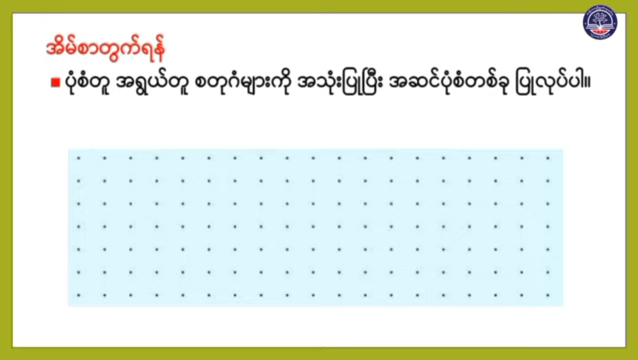 အိမ်စာတွက်ရန်
ပုံစံတူ အရွယ်တူ စတုဂံများကို အသုံးပြုပြီး အဆင်ပုံစံတစ်ခု ပြုလုပ်ပါ။